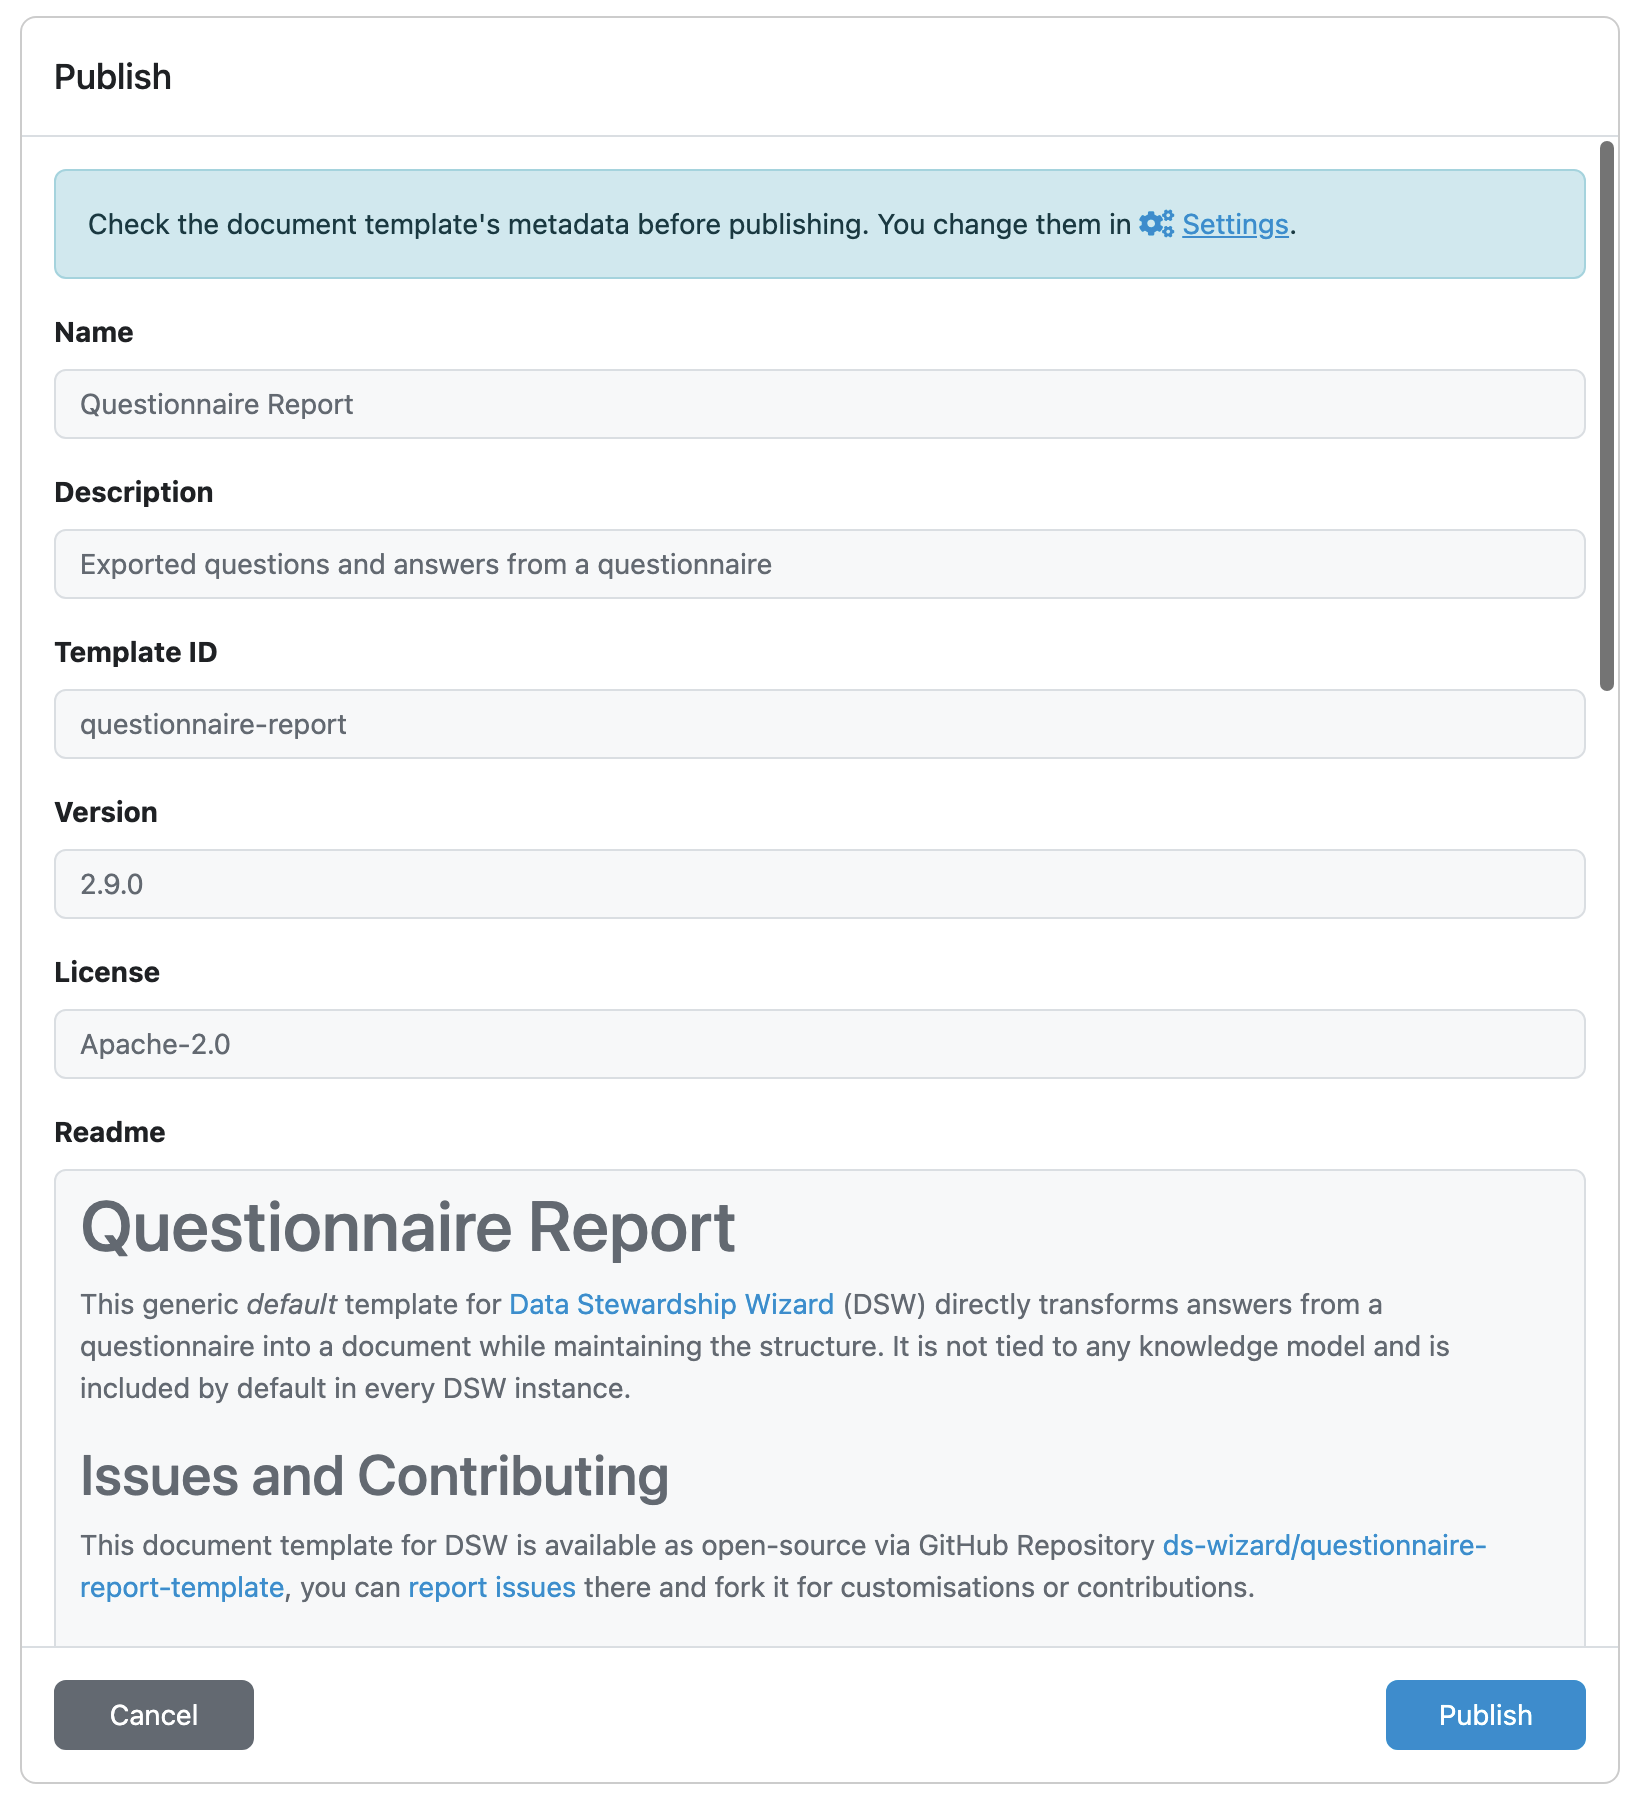 Publish
Check the document template's metadata before publishing. You change them in Settings.
Name
Questionnaire Report
Description
Exported questions and answers from a questionnaire
Template ID
questionnaire-report
Version
2.9.0
License
Apache-2.0
Readme
Questionnaire Report
This generic default template for Data Stewardship Wizard (DSW) directly transforms answers from a
questionnaire into a document while maintaining the structure. It is not tied to any knowledge model and is
included by default in every DSW instance.
Issues and Contributing
This document template for DSW is available as open-source via GitHub Repository ds-wizard/questionnaire-
report-template, you can report issues there and fork it for customisations or contributions.
Cancel
Publish